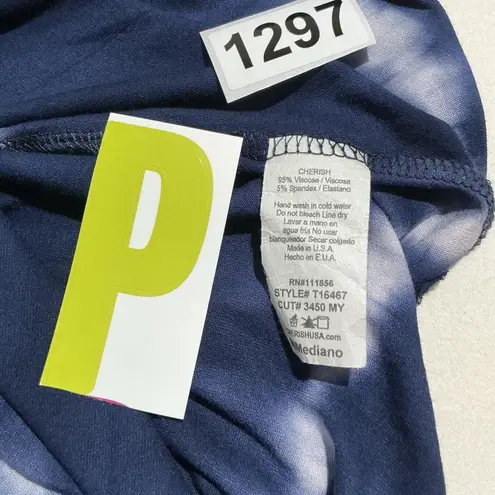 1297
P
CHERISH
95% Viscose / Viscosa
5% Spandex / Elastano
Hand wash in cold water
Do not bleach Line dry
Lavar a mano en
agua fria No usar
blanqueador Secar colgado
Made in U.S.A.
Hecho en E.U.A.
RN#111856
STYLE# T16467
CUT# 3450 MY
HERISHUSA.com
Mediano